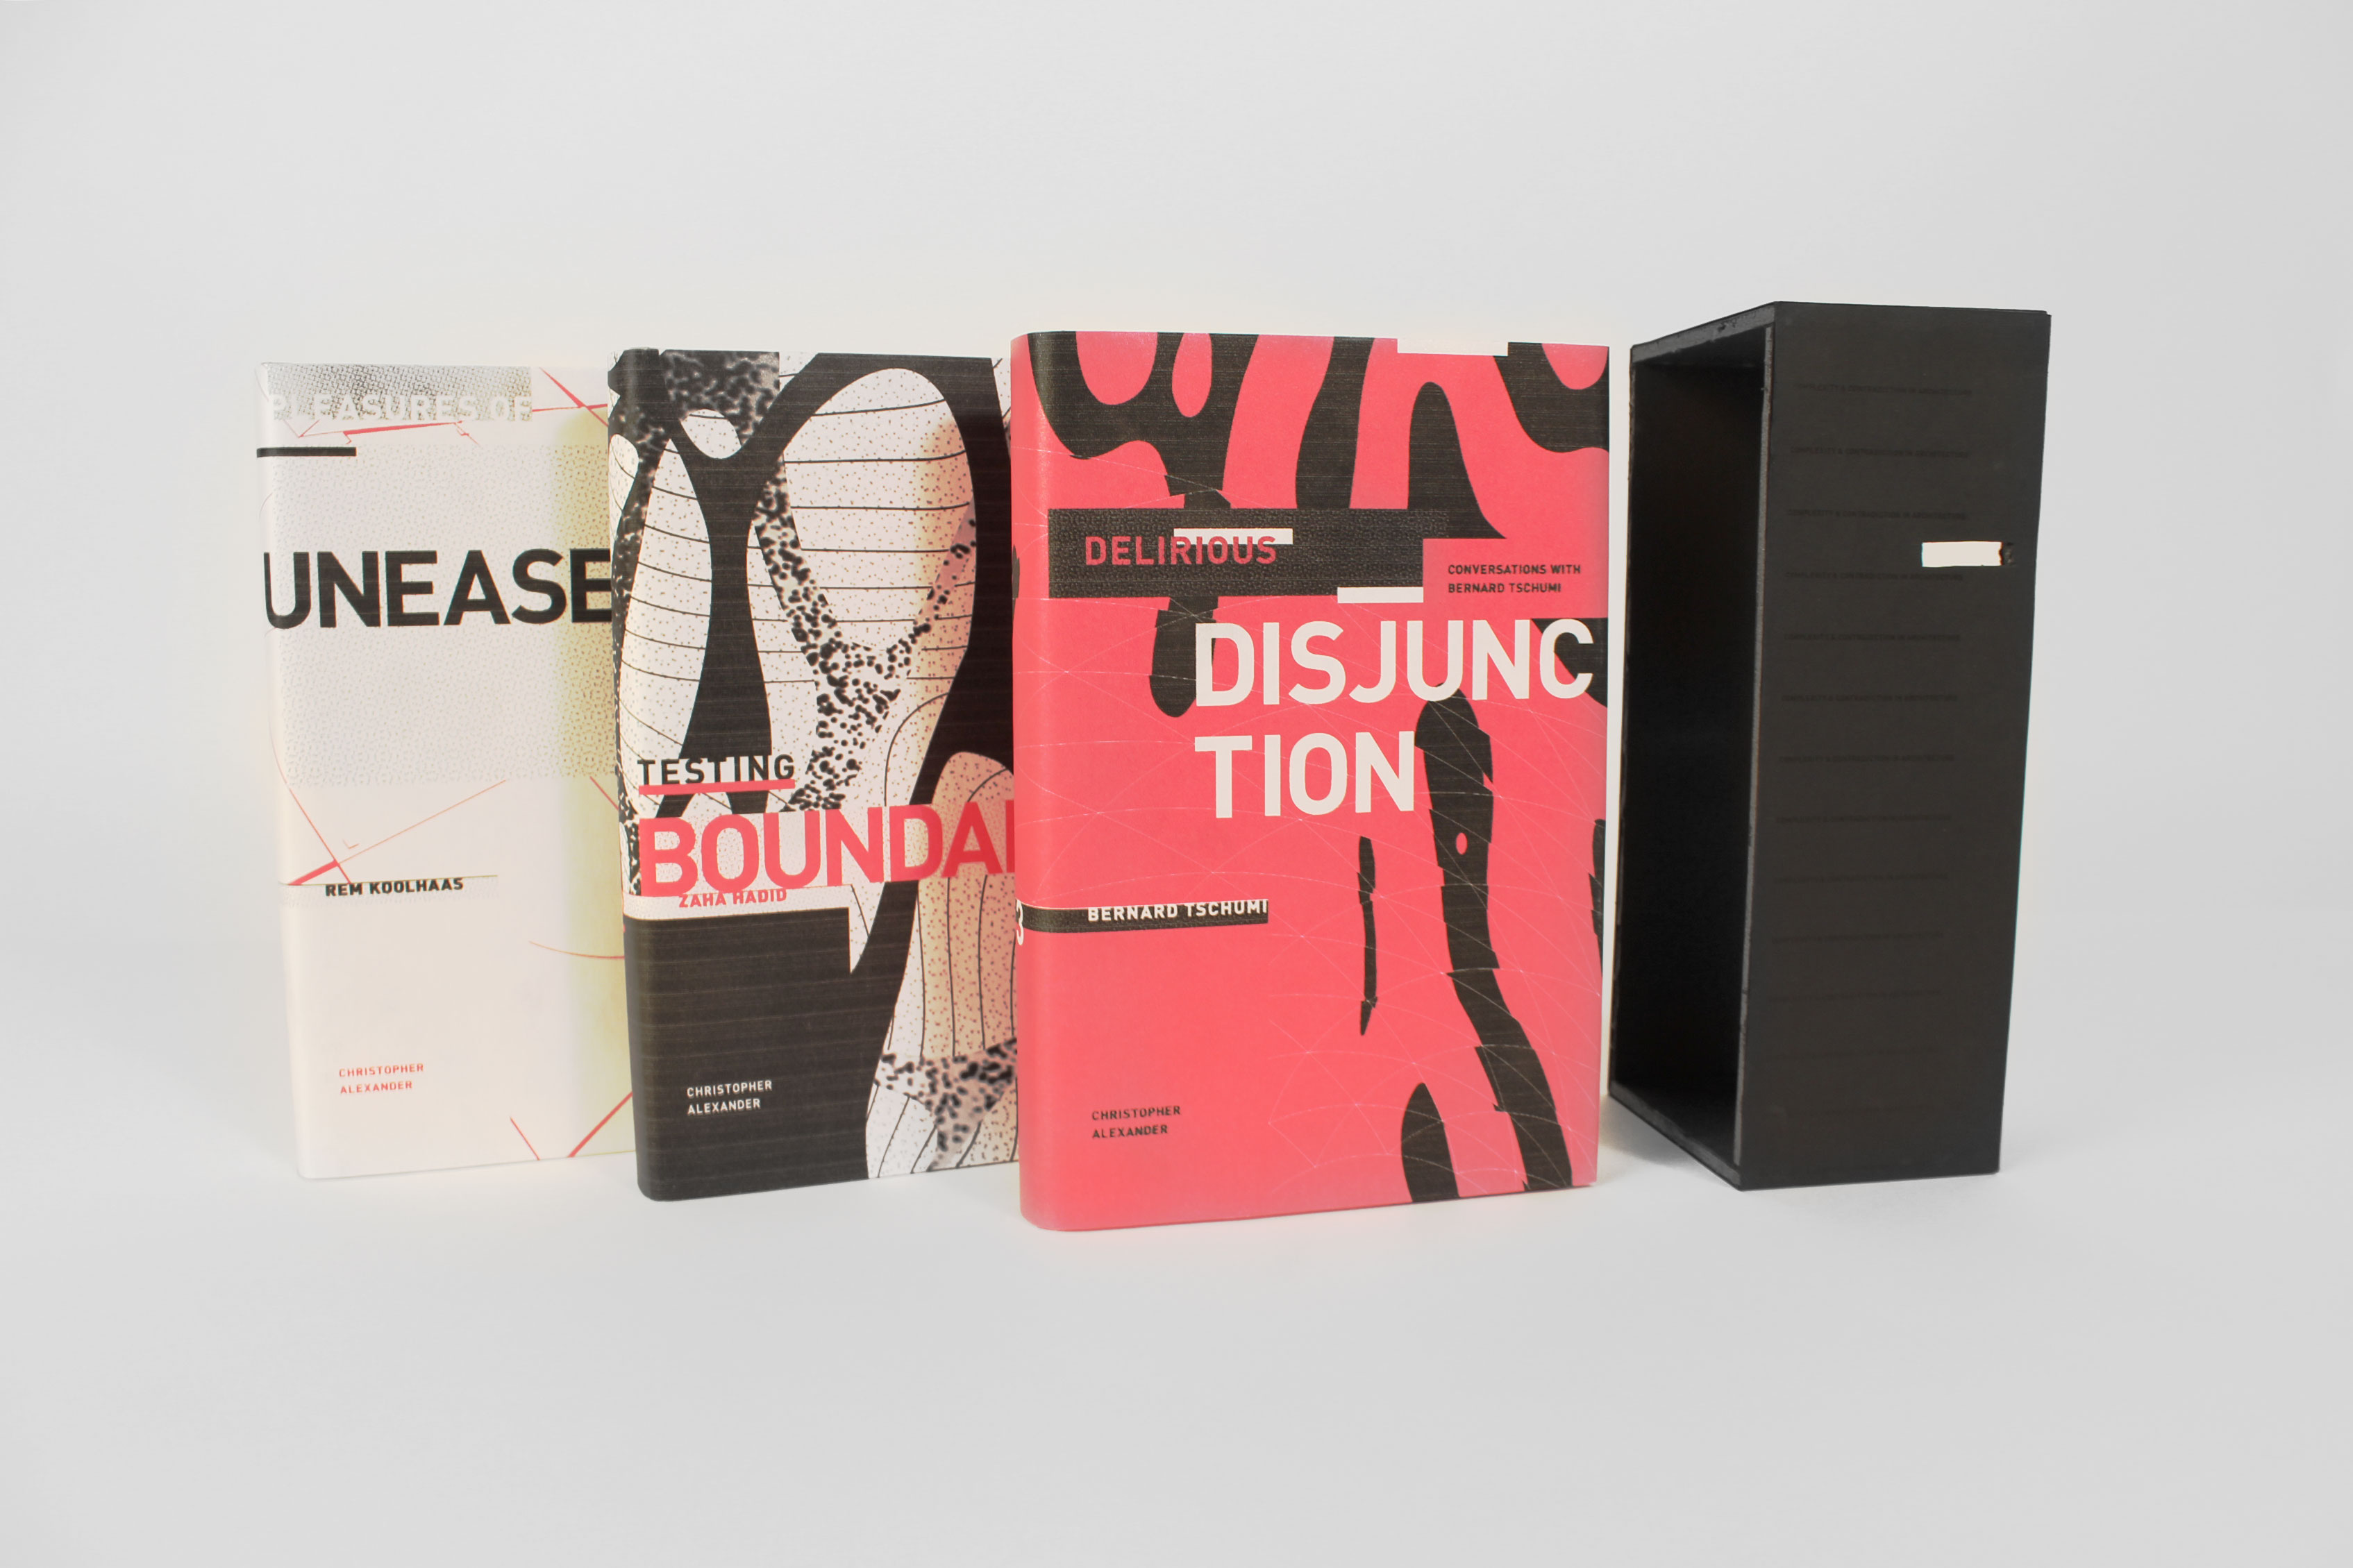 PLEASURES OF
UNEASE
REM KOOLHAAS
CHRISTOPHER
ALEXANDER
TESTING
BOUNDA
ZAHA HADID
CHRISTOPHER
ALEXANDER
DELIRIOUS
CONVERSATIONS WITH
BERNARD TSCHUMI
DISJUNC
TION
3
BERNARD TSCHUMI
CHRISTOPHER
ALEXANDER